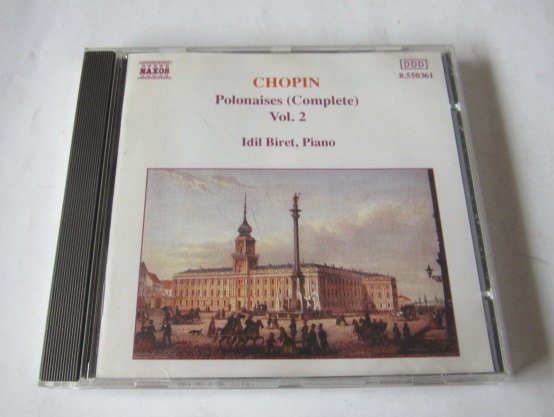 NAXOS
DDD
8.550361
CHOPIN
Polonaises (Complete)
Vol. 2
Idil Biret, Piano